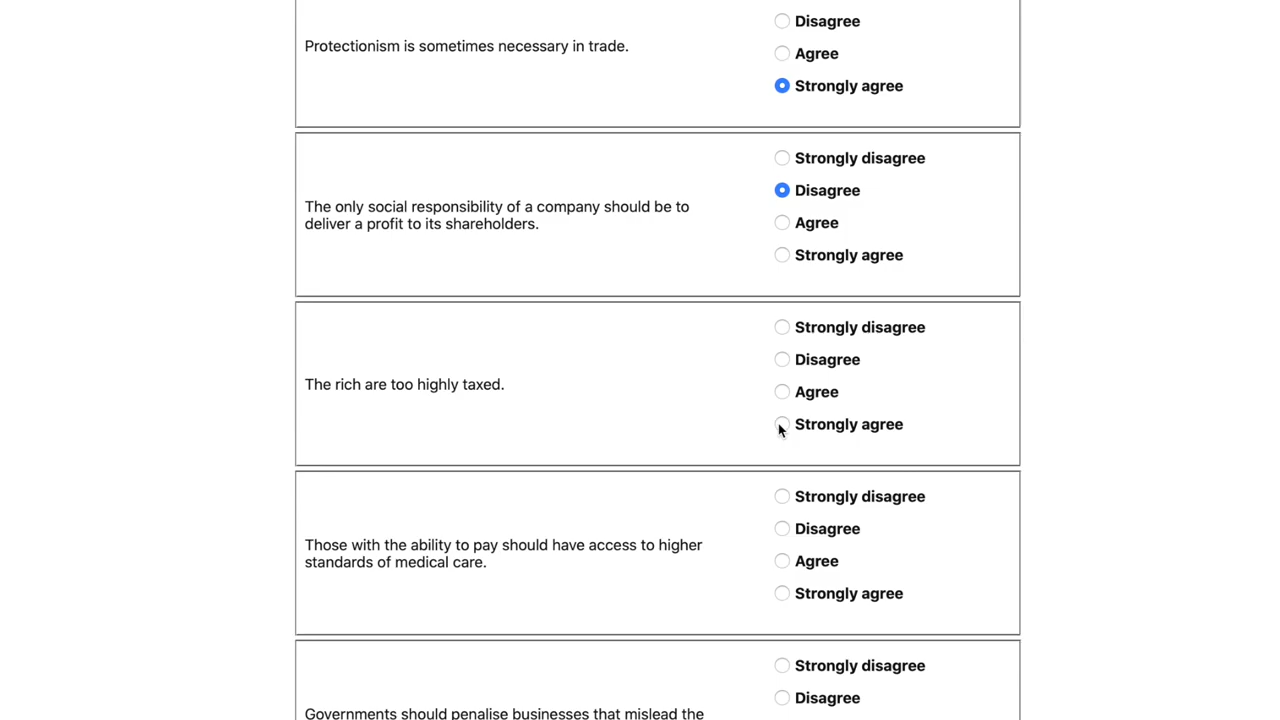 Disagree
Protectionism is sometimes necessary in trade.
Agree
Strongly agree
Strongly disagree
Disagree
The only social responsibility of a company should be to
deliver a profit to its shareholders.
Agree
Strongly agree
Strongly disagree
Disagree
The rich are too highly taxed.
Agree
Strongly agree
Strongly disagree
Disagree
Those with the ability to pay should have access to higher
standards of medical care.
Agree
Strongly agree
Strongly disagree
Disagree
Governments should penalise businesses that mislead the